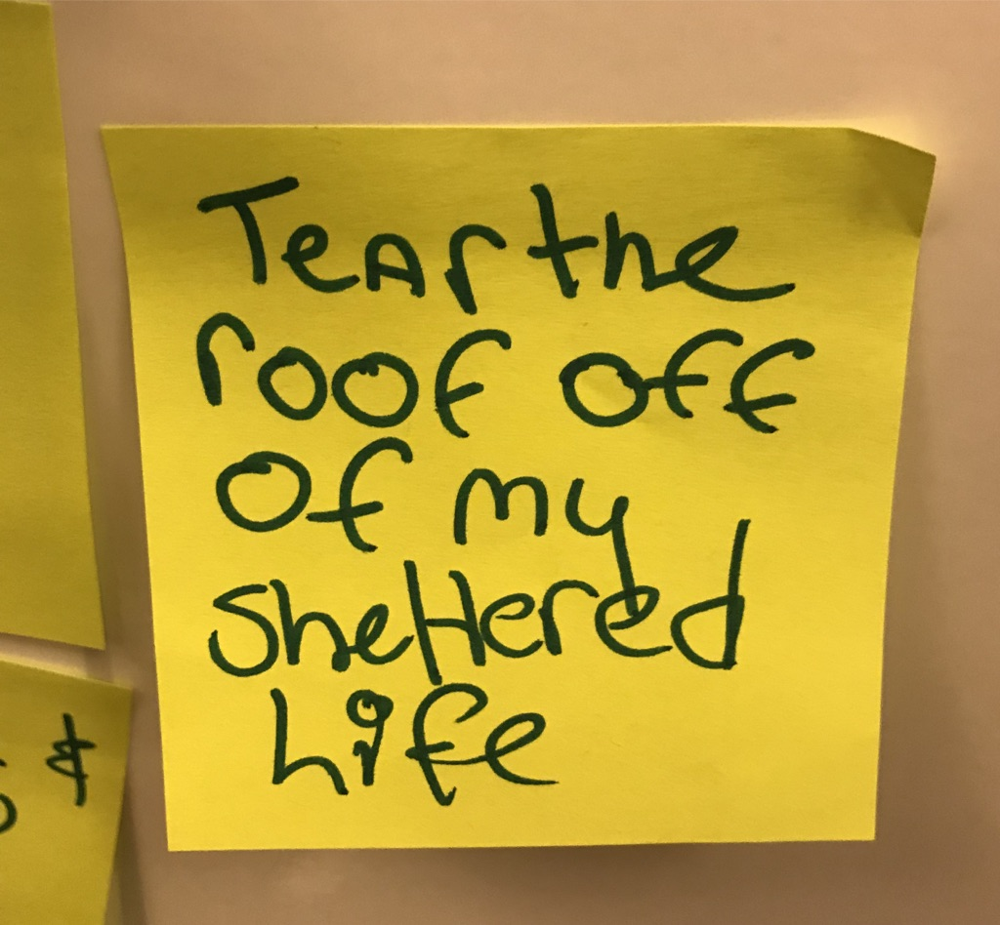 Tear the
roof off
of my
sheltered
Life
&